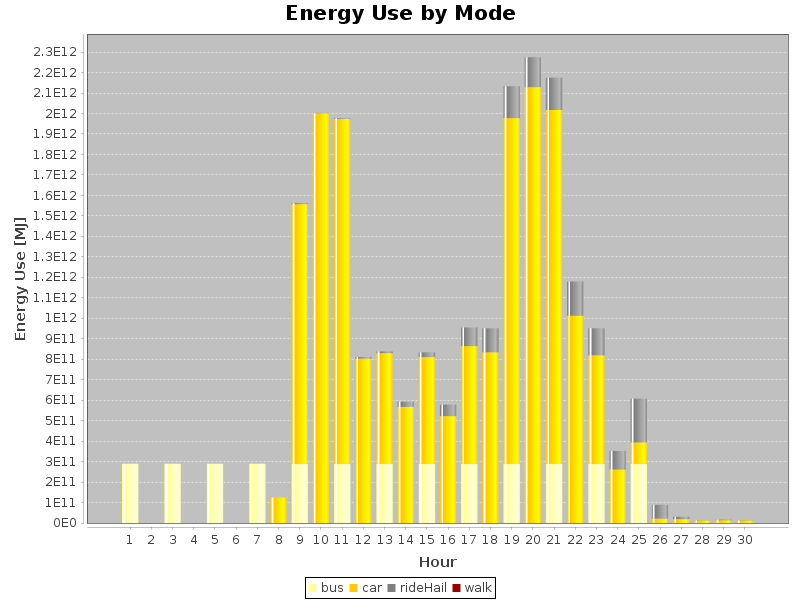 Energy Use by Mode
Energy Use [MJ]
2.3E12
2.2E12
2.1E12
2E12
1.9E12
1.8E12
1.7E12
1.6E12
1.5E12
1.4E12
1.3E12
1.2E12
1.1E12
1E12
9E11
8E11
7E11
6E11
5E11
4E11
3E11
2E11
1E11
0E0
1 2 3 4 5 6 7 8 9 10 11 12 13 14 15 16 17 18 19 20 21 22 23 24 25 26 27 28 29 30
Hour
bus car rideHail walk